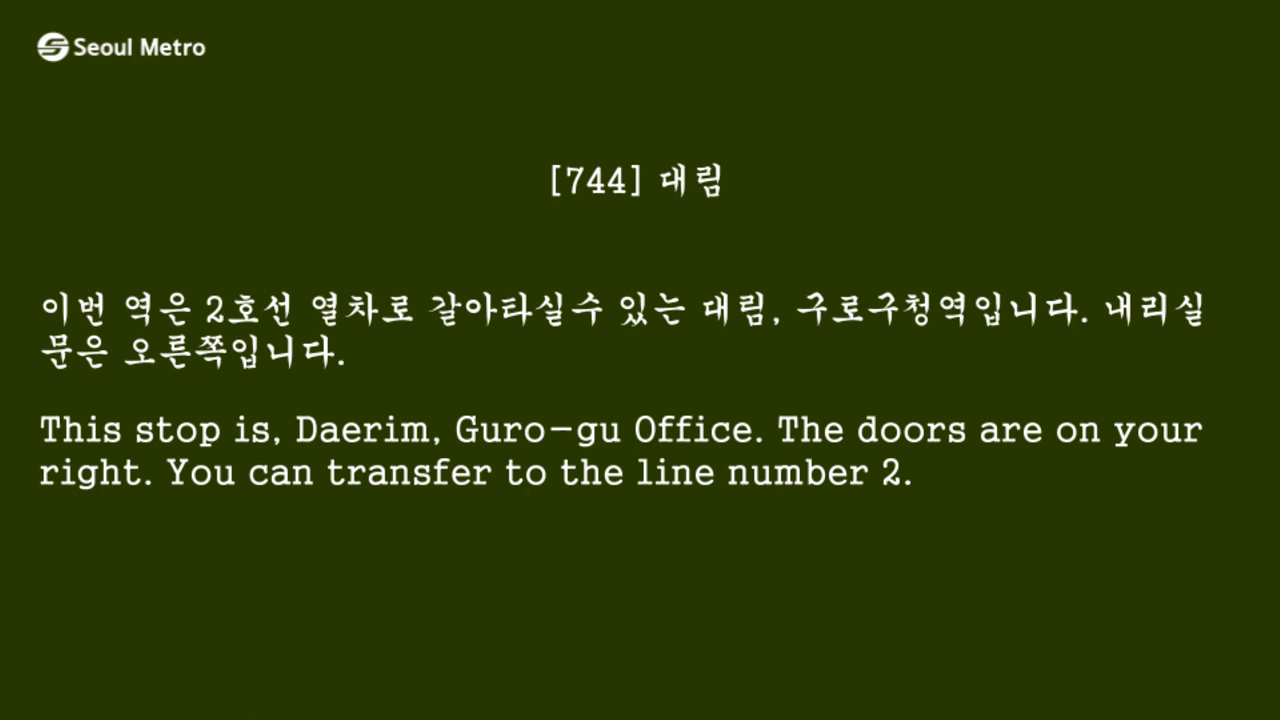 Seoul Metro
[744] 대림
이번 역은 2호선 열차로 갈아타실수 있는 대림, 구로구청역입니다. 내리실
문은 오른쪽입니다.
This stop is, Daerim, Guro-gu Office. The doors are on your
right. You can transfer to the line number 2.